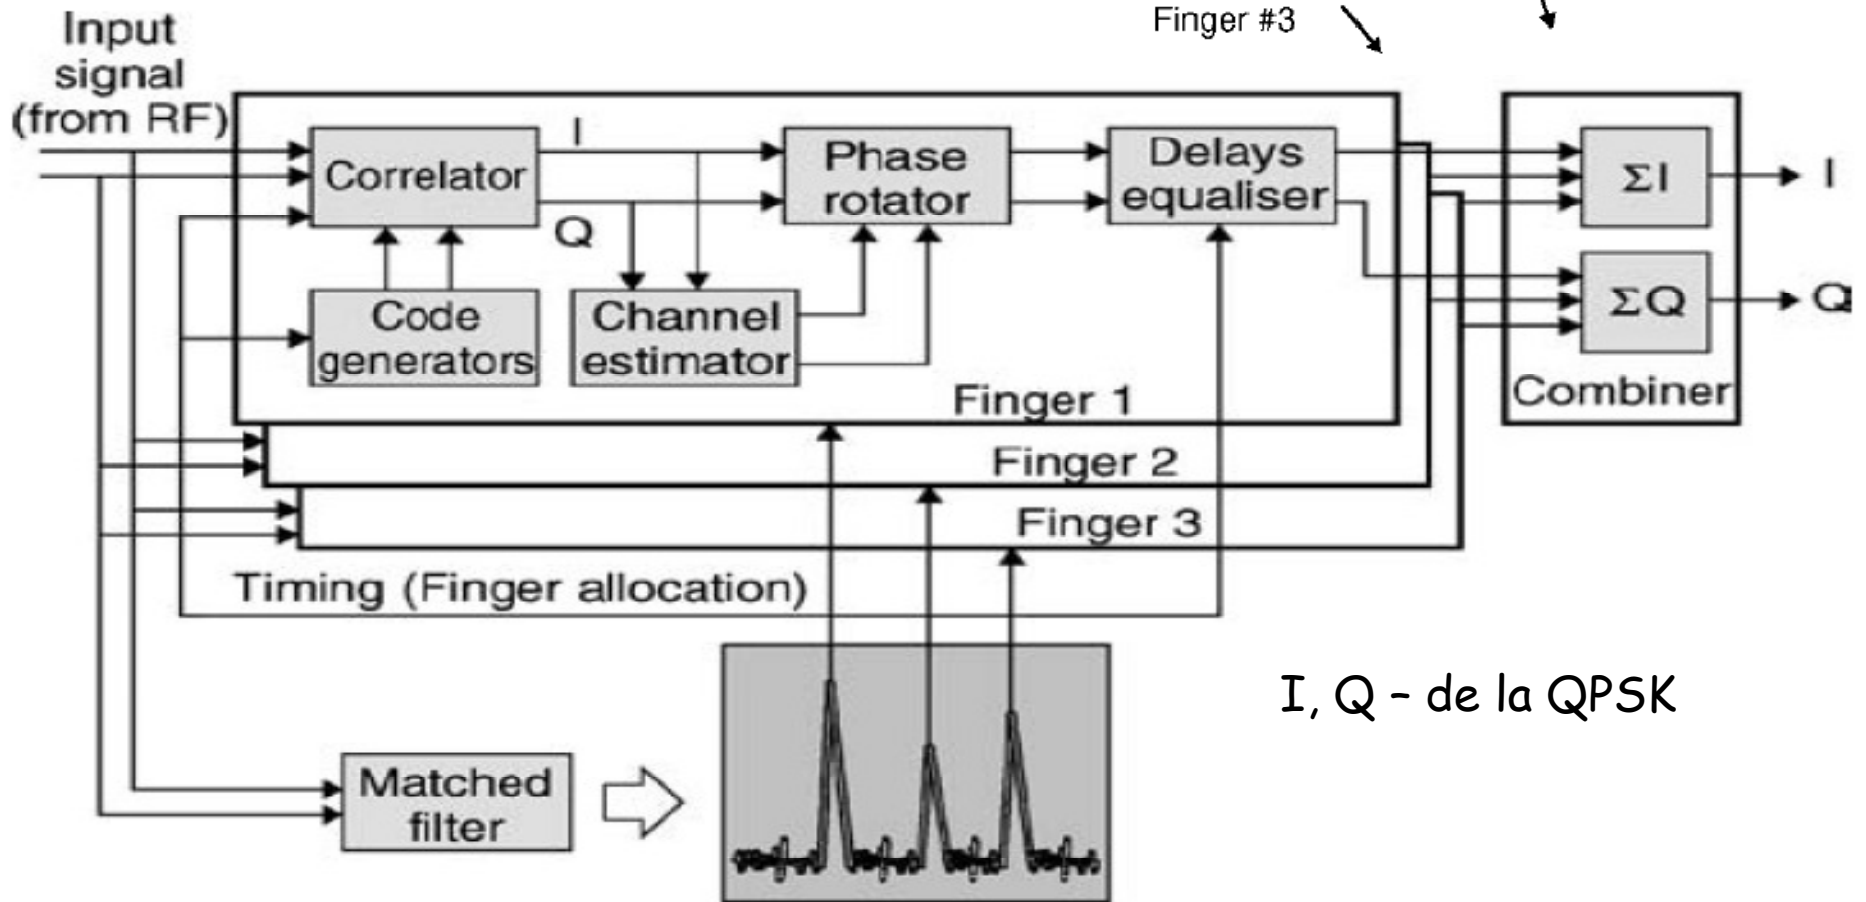 Finger #3
Input
signal
(from RF)
Correlator
I
Q
Phase
rotator
Delays
equaliser
ΣI
I
ΣQ
Q
Combiner
Code
generators
Channel
estimator
Finger 1
Finger 2
Finger 3
Timing (Finger allocation)
I, Q – de la QPSK
Matched
filter